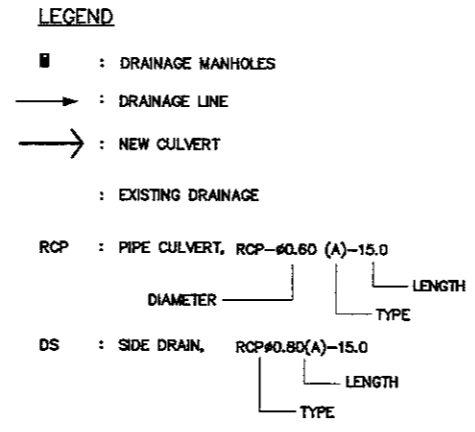 LEGEND
: DRAINAGE MANHOLES
: DRAINAGE LINE
: NEW CULVERT
: EXISTING DRAINAGE
RCP : PIPE CULVERT, RCP-ø0.60 (A)-15.0
LENGTH
DIAMETER
TYPE
DS : SIDE DRAIN, RCPø0.80(A)-15.0
LENGTH
TYPE